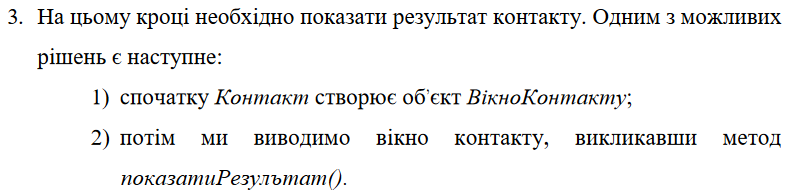 3. На цьому кроці необхідно показати результат контакту. Одним з можливих
рішень є наступне:
1) спочатку Контакт створює об'єкт ВікноКонтакту;
2) потім ми виводимо вікно контакту, викликавши метод
показатиРезультат().